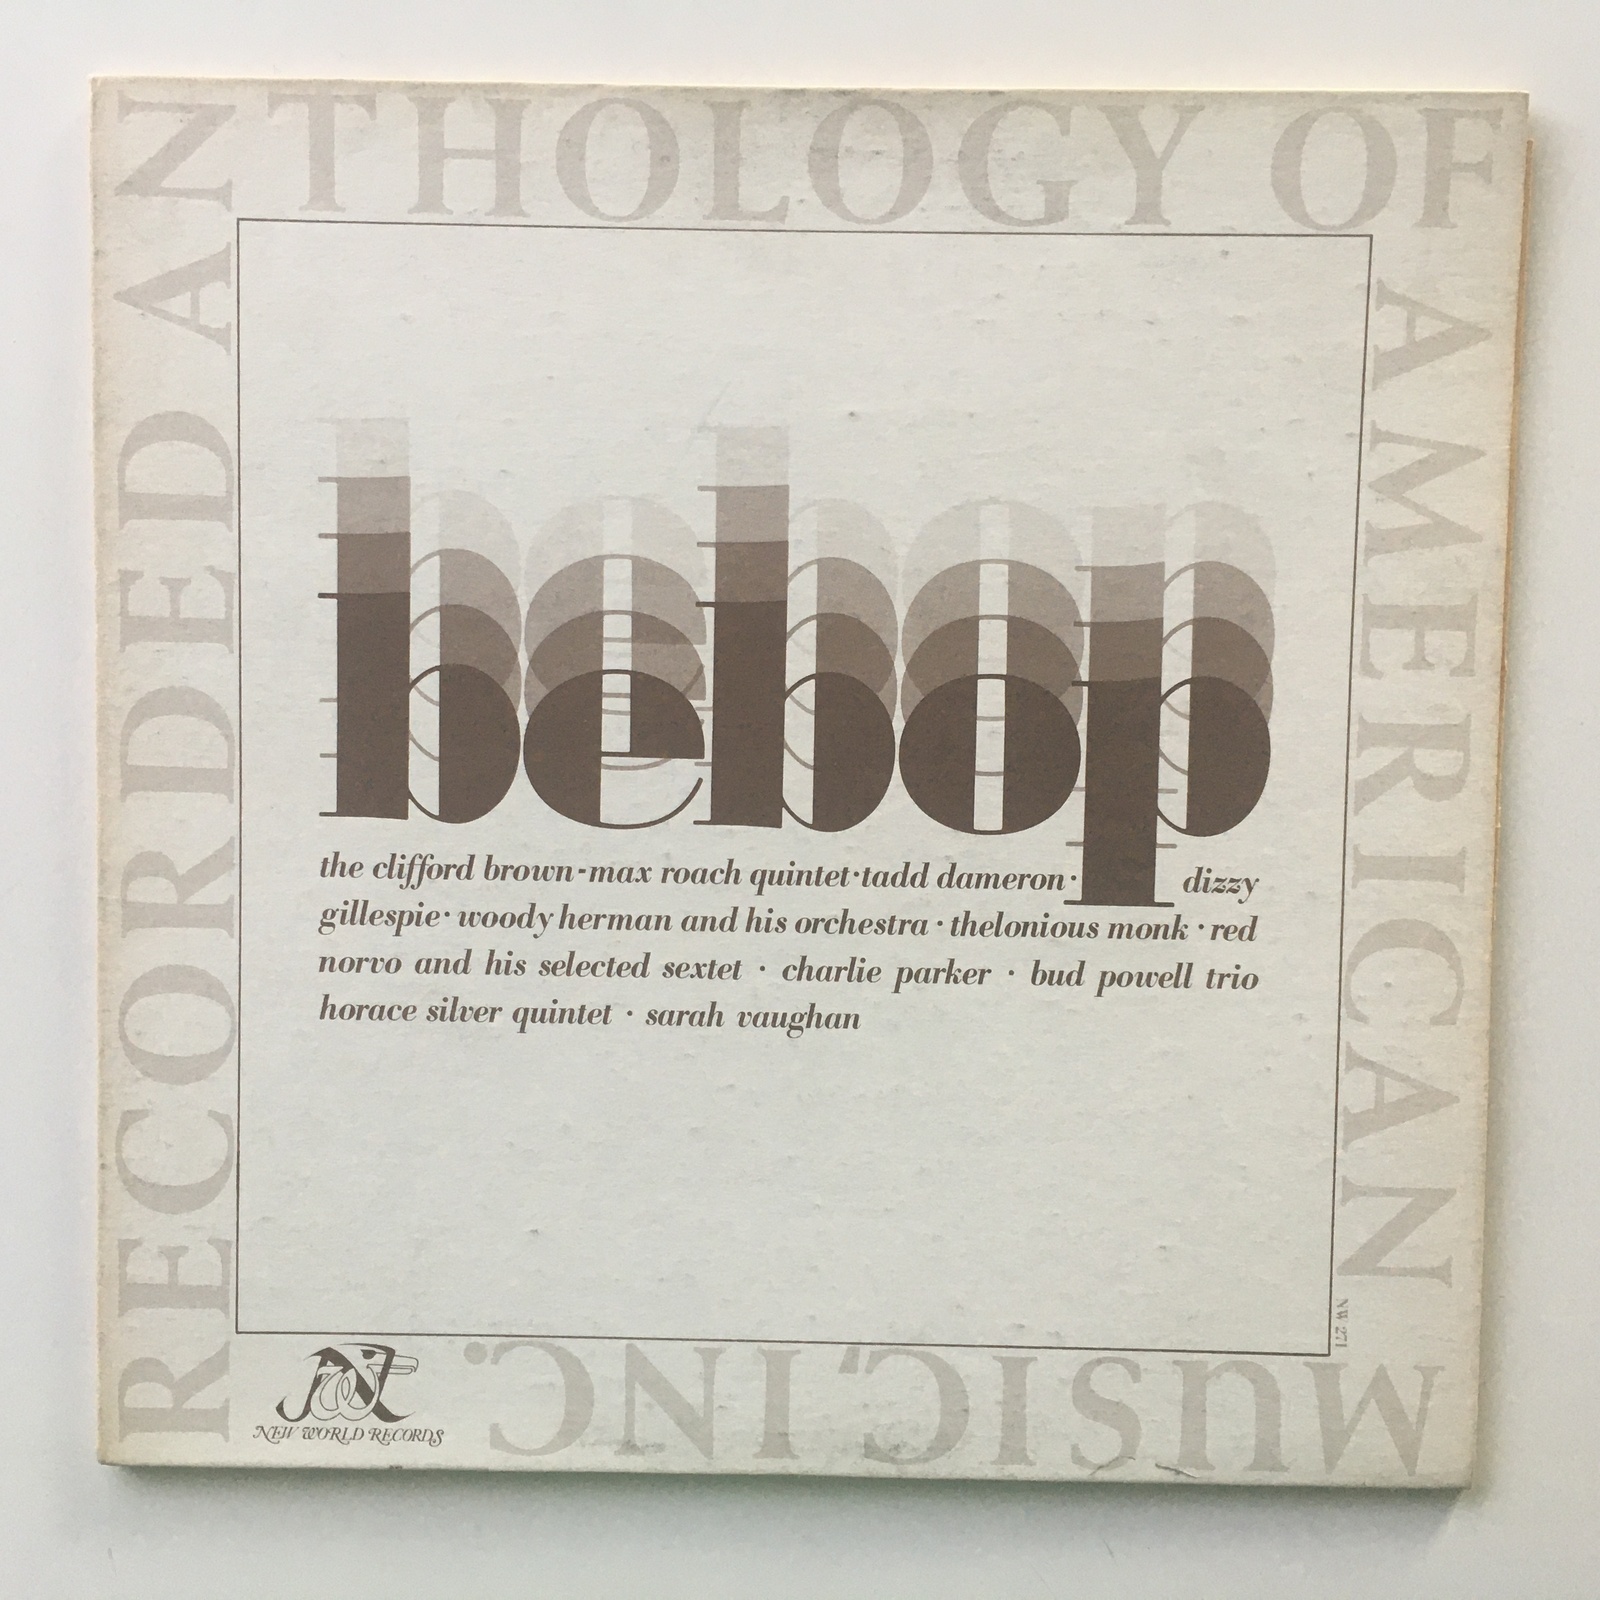 RECORDED ANTHOLOGY OF AMERICAN MUSIC, INC.
bebop
the clifford brown-max roach quintet·tadd dameron· dizzy
gillespie· woody herman and his orchestra · thelonious monk · red
norvo and his selected sextet · charlie parker · bud powell trio
horace silver quintet · sarah vaughan
NW 271
NEW WORLD RECORDS